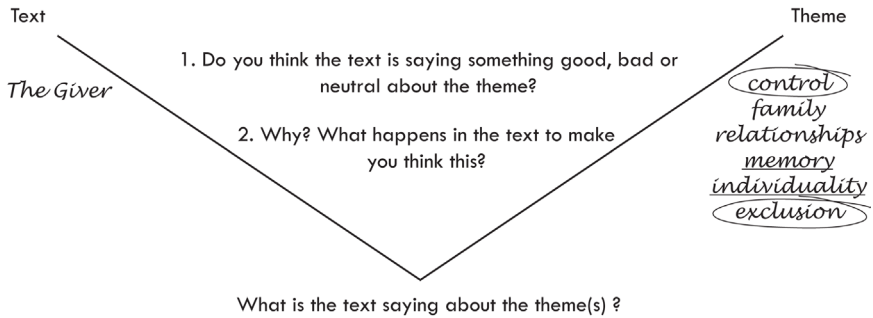 Text
Theme
1. Do you think the text is saying something good, bad or
neutral about the theme?
The Giver
control
family
relationships
memory
individuality
exclusion
2. Why? What happens in the text to make
you think this?
What is the text saying about the theme(s) ?